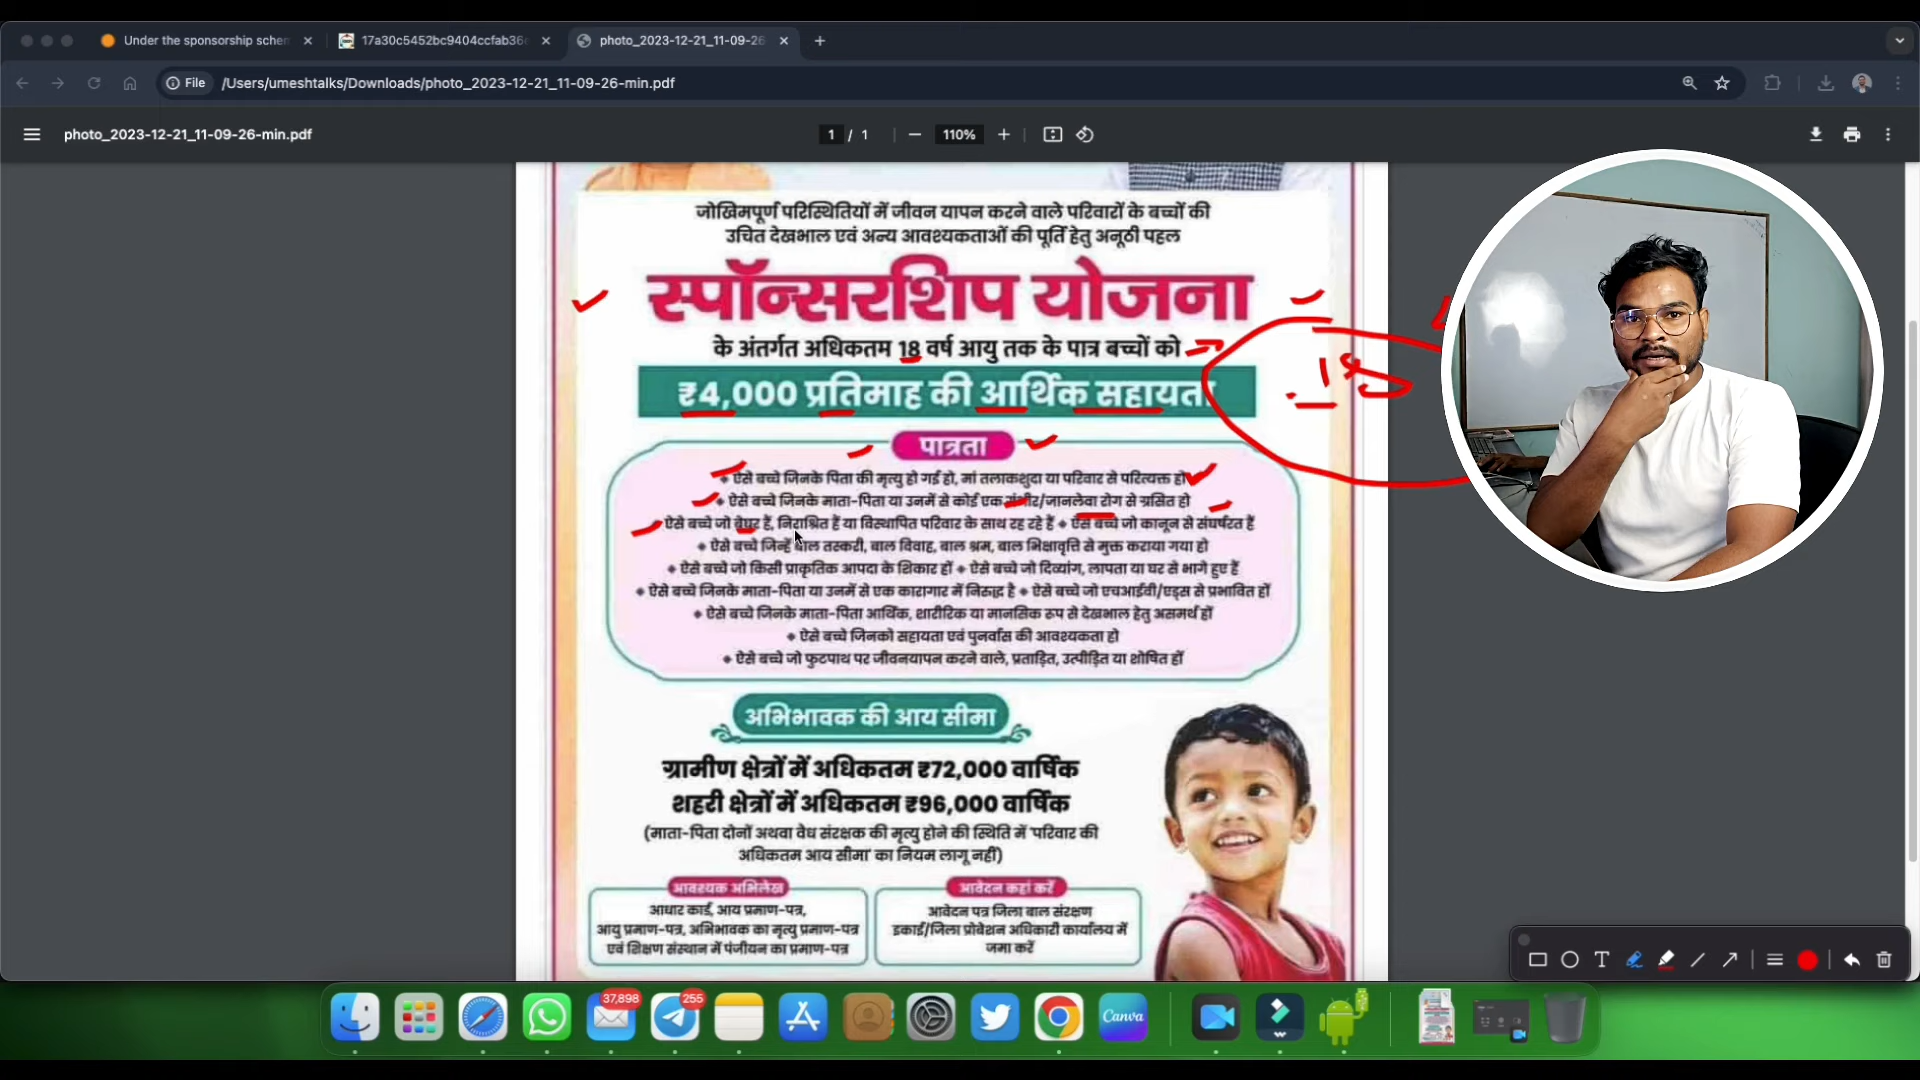 Under the sponsorship schem
17a30c5452bc9404ccfab36
photo_2023-12-21_11-09-26
File
/Users/umeshtalks/Downloads/photo_2023-12-21_11-09-26-min.pdf
photo_2023-12-21_11-09-26-min.pdf
1 / 1
110%
जोखिमपूर्ण परिस्थितियों में जीवन यापन करने वाले परिवारों के बच्चों की
उचित देखभाल एवं अन्य आवश्यकताओं की पूर्ति हेतु अनूठी पहल
स्पॉन्सरशिप योजना
के अंतर्गत अधिकतम 18 वर्ष आयु तक के पात्र बच्चों को
18
₹4,000 प्रतिमाह की आर्थिक सहायता
पात्रता
ऐसे बच्चे जिनके पिता की मृत्यु हो गई हो, मां तलाकशुदा या परिवार से परित्यक्त हो
ऐसे बच्चे जिनके माता-पिता या उनमें से कोई एक गंभीर/जानलेवा रोग से ग्रसित हो
ऐसे बच्चे जो बेघर हैं, निराश्रित हैं या विस्थापित परिवार के साथ रह रहे हैं ◆ ऐसे बच्चे जो कानून से संघर्षरत हैं
◆ ऐसे बच्चे जिन्हें बाल तस्करी, बाल विवाह, बाल श्रम, बाल भिक्षावृत्ति से मुक्त कराया गया हो
◆ ऐसे बच्चे जो किसी प्राकृतिक आपदा के शिकार हों ◆ ऐसे बच्चे जो दिव्यांग, लापता या घर से भागे हुए हैं
◆ ऐसे बच्चे जिनके माता-पिता या उनमें से एक कारागार में निरुद्ध है ◆ ऐसे बच्चे जो एचआईवी/एड्स से प्रभावित हों
◆ ऐसे बच्चे जिनके माता-पिता आर्थिक, शारीरिक या मानसिक रूप से देखभाल हेतु असमर्थ हों
◆ ऐसे बच्चे जिनको सहायता एवं पुनर्वास की आवश्यकता हो
◆ ऐसे बच्चे जो फुटपाथ पर जीवनयापन करने वाले, प्रताड़ित, उत्पीड़ित या शोषित हों
अभिभावक की आय सीमा
ग्रामीण क्षेत्रों में अधिकतम ₹72,000 वार्षिक
शहरी क्षेत्रों में अधिकतम ₹96,000 वार्षिक
(माता-पिता दोनों अथवा वैध संरक्षक की मृत्यु होने की स्थिति में 'परिवार की
अधिकतम आय सीमा' का नियम लागू नहीं)
आवश्यक अभिलेख
आधार कार्ड, आय प्रमाण-पत्र,
आयु प्रमाण-पत्र, अभिभावक का मृत्यु प्रमाण-पत्र
एवं शिक्षण संस्थान में पंजीयन का प्रमाण-पत्र
आवेदन कहां करें
आवेदन पत्र जिला बाल संरक्षण
इकाई/जिला प्रोबेशन अधिकारी कार्यालय में
जमा करें
T
37,898
255
Canva